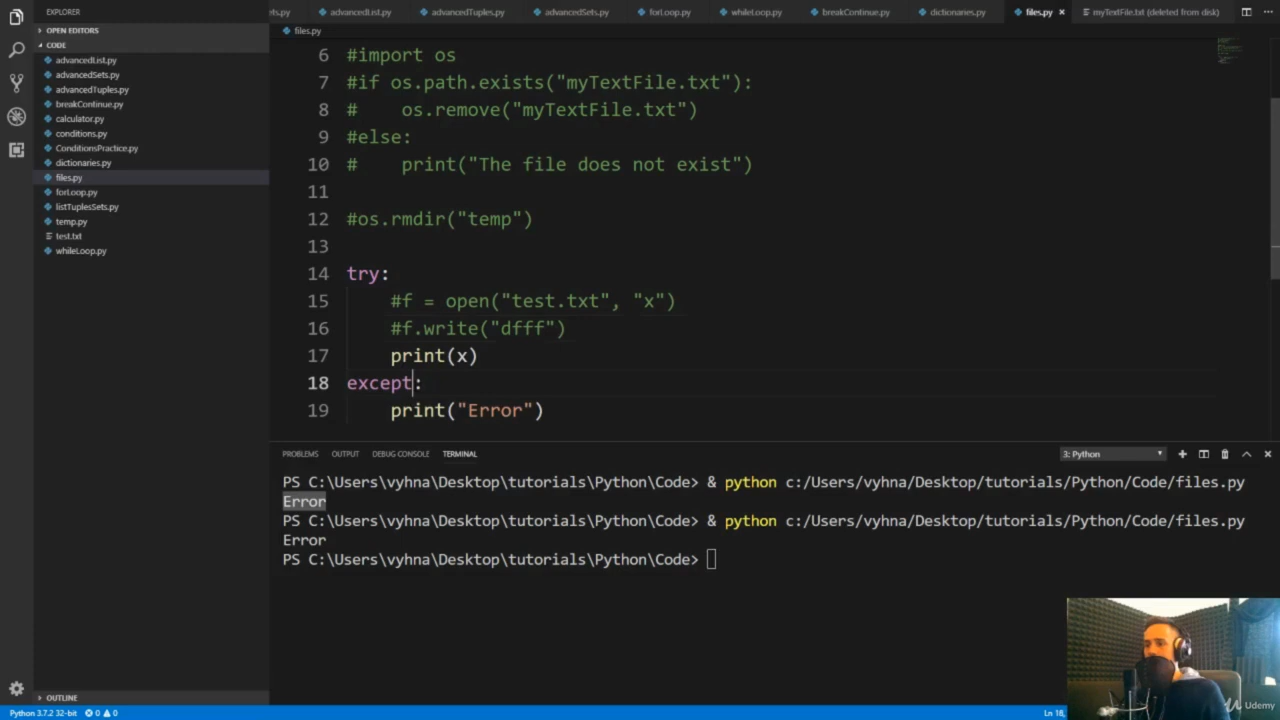 EXPLORER
OPEN EDITORS
CODE
advancedList.py
advancedSets.py
advancedTuples.py
breakContinue.py
calculator.py
conditions.py
ConditionsPractice.py
dictionaries.py
files.py
forLoop.py
listTuplesSets.py
temp.py
test.txt
whileLoop.py
OUTLINE
ets.py advancedList.py advancedTuples.py advancedSets.py forLoop.py whileLoop.py breakContinue.py dictionaries.py files.py myTextFile.txt (deleted from disk)
files.py
6 #import os
7 #if os.path.exists("myTextFile.txt"):
8 #    os.remove("myTextFile.txt")
9 #else:
10 #    print("The file does not exist")
11
12 #os.rmdir("temp")
13
14 try:
15     #f = open("test.txt", "x")
16     #f.write("dfff")
17     print(x)
18 except:
19     print("Error")
PROBLEMS OUTPUT DEBUG CONSOLE TERMINAL 3: Python
PS C:\Users\vyhna\Desktop\tutorials\Python\Code> & python c:/Users/vyhna/Desktop/tutorials/Python/Code/files.py
Error
PS C:\Users\vyhna\Desktop\tutorials\Python\Code> & python c:/Users/vyhna/Desktop/tutorials/Python/Code/files.py
Error
PS C:\Users\vyhna\Desktop\tutorials\Python\Code>
Udemy
Python 3.7.2 32-bit 0 0 Ln 18,